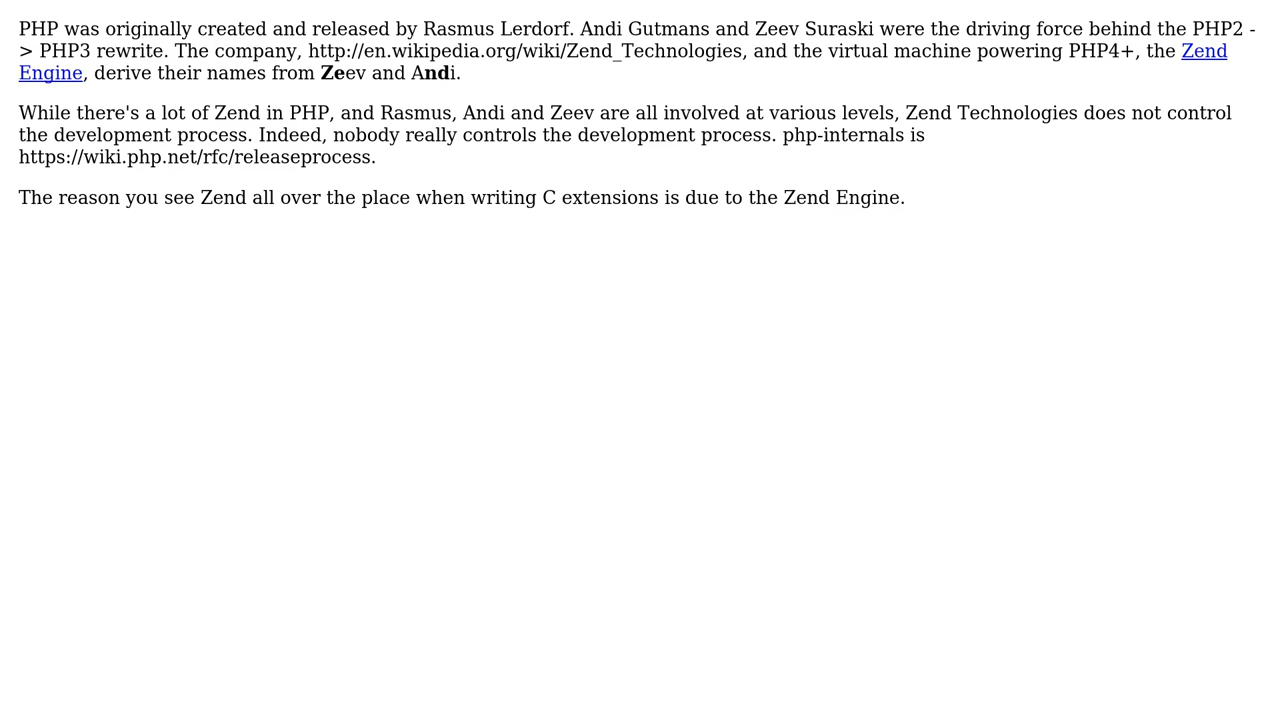 PHP was originally created and released by Rasmus Lerdorf. Andi Gutmans and Zeev Suraski were the driving force behind the PHP2 -
> PHP3 rewrite. The company, http://en.wikipedia.org/wiki/Zend_Technologies, and the virtual machine powering PHP4+, the Zend
Engine, derive their names from Zeev and Andi.
While there's a lot of Zend in PHP, and Rasmus, Andi and Zeev are all involved at various levels, Zend Technologies does not control
the development process. Indeed, nobody really controls the development process. php-internals is
https://wiki.php.net/rfc/releaseprocess.
The reason you see Zend all over the place when writing C extensions is due to the Zend Engine.